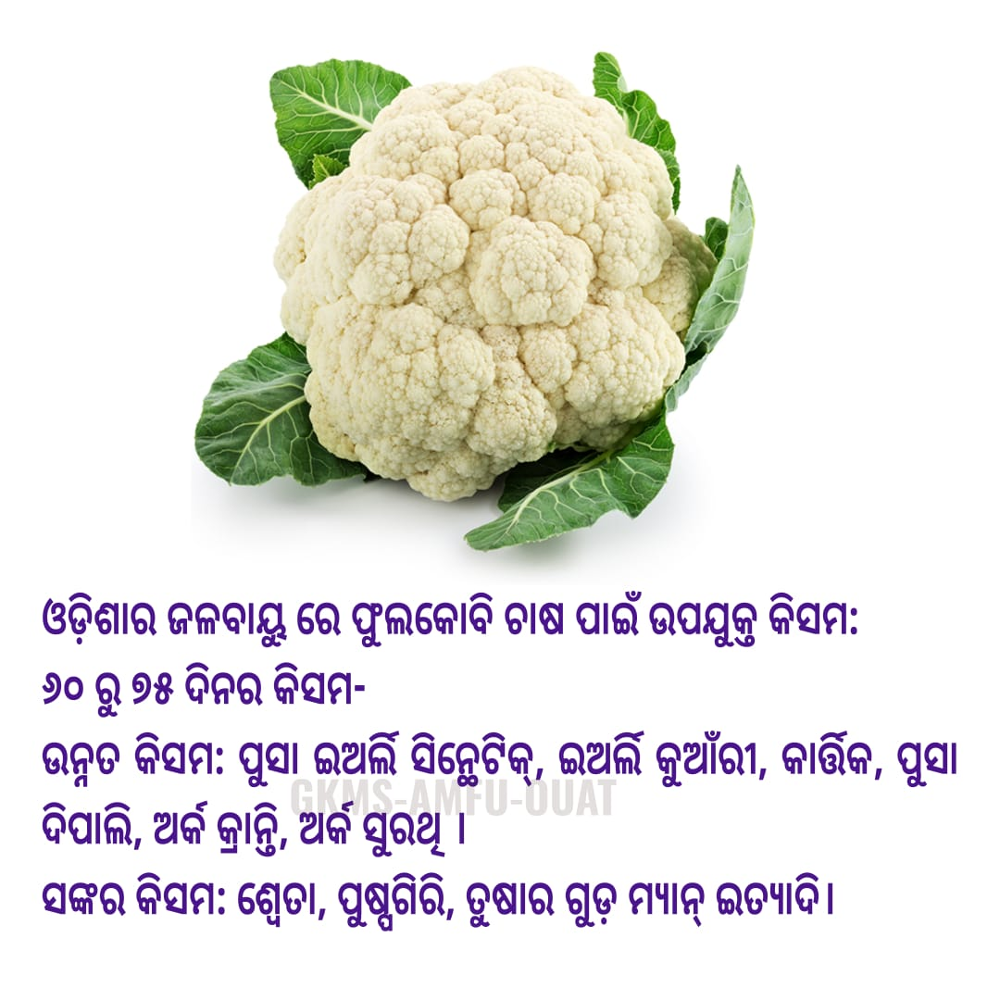 ଓଡ଼ିଶାର ଜଳବାୟୁ ରେ ଫୁଲକୋବି ଚାଷ ପାଇଁ ଉପଯୁକ୍ତ କିସମ:
୬୦ ରୁ ୭୫ ଦିନର କିସମ-
ଉନ୍ନତ କିସମ: ପୁସା ଇଅର୍ଲି ସିନ୍ଥେଟିକ୍, ଇଅର୍ଲି କୁଆଁରୀ, କାର୍ତ୍ତିକ, ପୁସା
GKMS-AMFU-OUAT
ଦିପାଲି, ଅର୍କ କ୍ରାନ୍ତି, ଅର୍କ ସୁରଥି ।
ସଙ୍କର କିସମ: ଶ୍ଵେତା, ପୁଷ୍ପଗିରି, ତୁଷାର ଗୁଡ଼ ମ୍ୟାନ୍ ଇତ୍ୟାଦି।